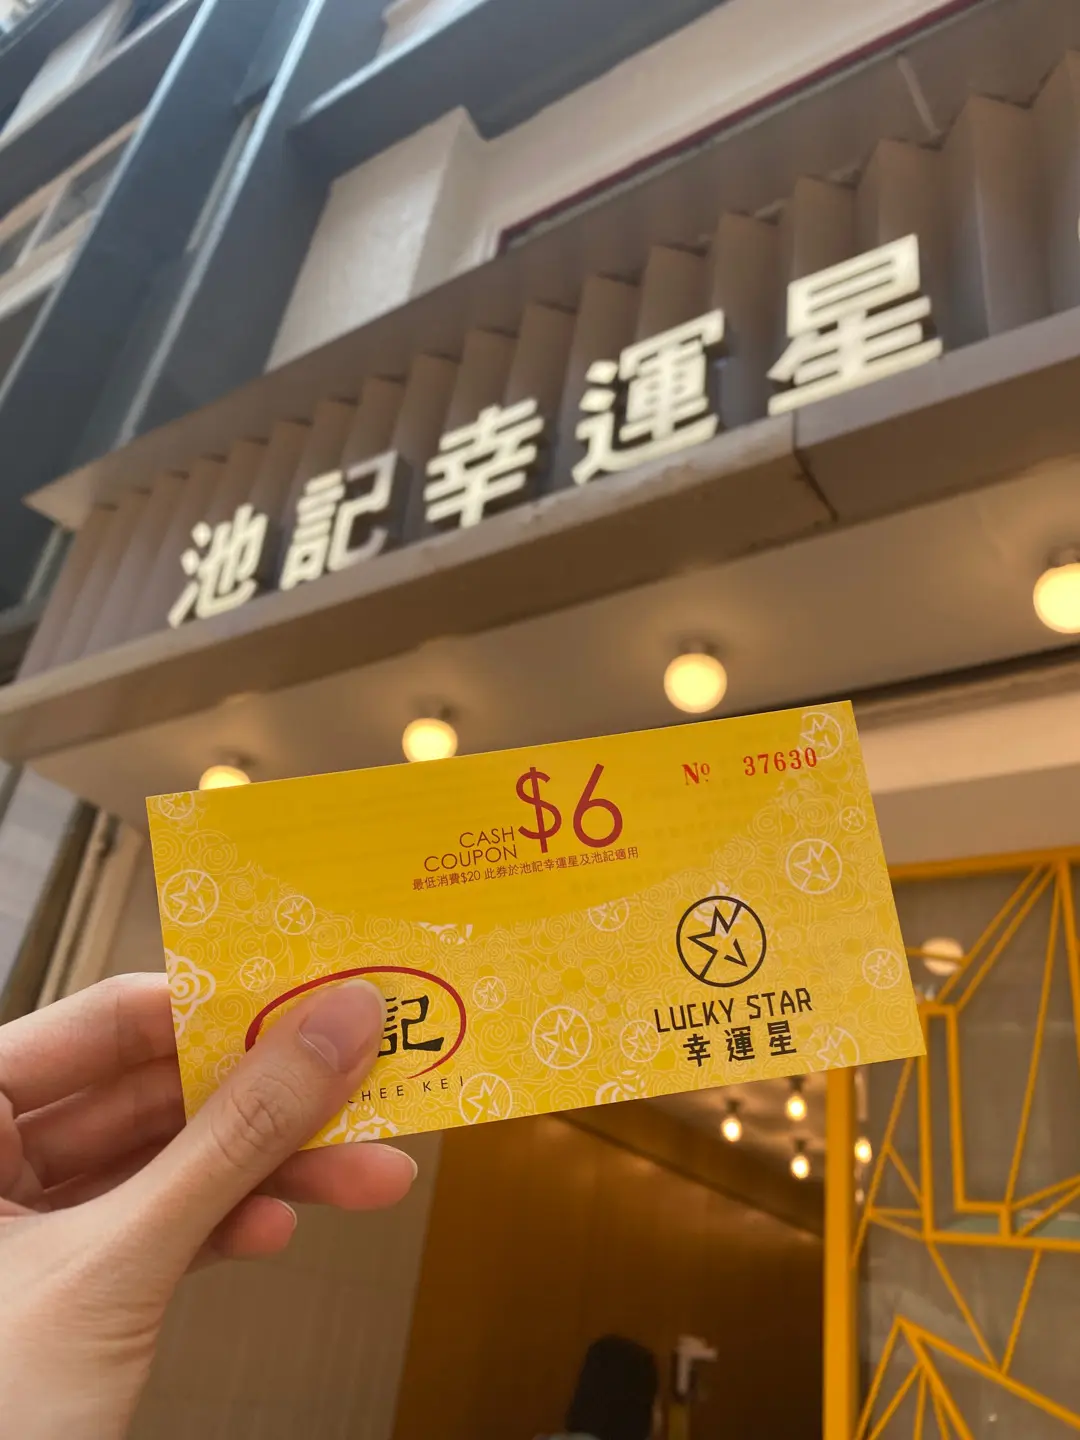 池記幸運星
CASH
COUPON
$6
Nº 37630
最低消費$20 此券於池記幸運星及池記適用
記
CHEE KEI
LUCKY STAR
幸運星